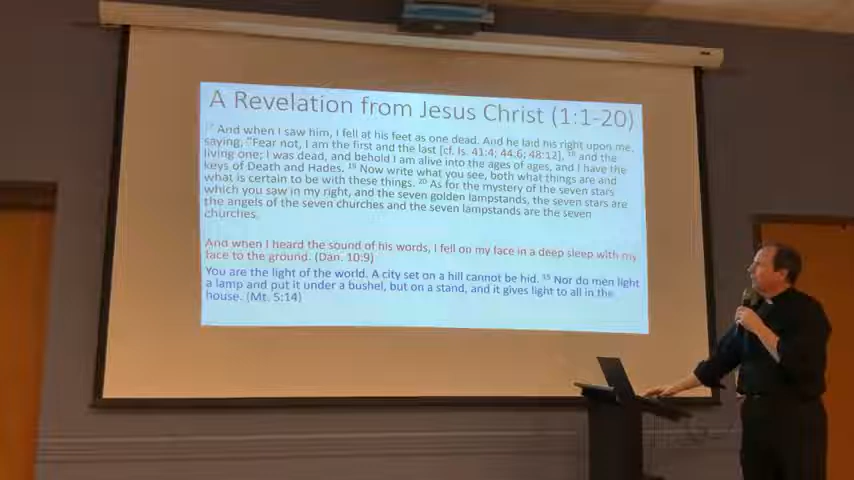 A Revelation from Jesus Christ (1:1-20)
17 And when I saw him, I fell at his feet as one dead. And he laid his right upon me,
saying, "Fear not, I am the first and the last [cf. Is. 41:4; 44:6; 48:12], 18 and the
living one; I was dead, and behold I am alive into the ages of ages, and I have the
keys of Death and Hades. 19 Now write what you see, both what things are and
what is certain to be with these things. 20 As for the mystery of the seven stars
which you saw in my right, and the seven golden lampstands, the seven stars are
the angels of the seven churches and the seven lampstands are the seven
churches.
And when I heard the sound of his words, I fell on my face in a deep sleep with my
face to the ground. (Dan. 10:9)
You are the light of the world. A city set on a hill cannot be hid. 15 Nor do men light
a lamp and put it under a bushel, but on a stand, and it gives light to all in the
house. (Mt. 5:14)